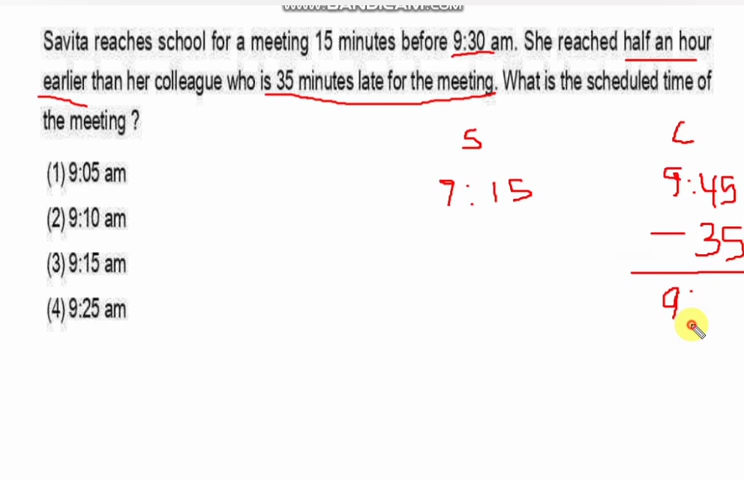 WWW.BANDICAM.COM
Savita reaches school for a meeting 15 minutes before 9:30 am. She reached half an hour
earlier than her colleague who is 35 minutes late for the meeting. What is the scheduled time of
the meeting ?
S
C
(1) 9:05 am
9:15
9:45
(2) 9:10 am
– 35
(3) 9:15 am
(4) 9:25 am
9: